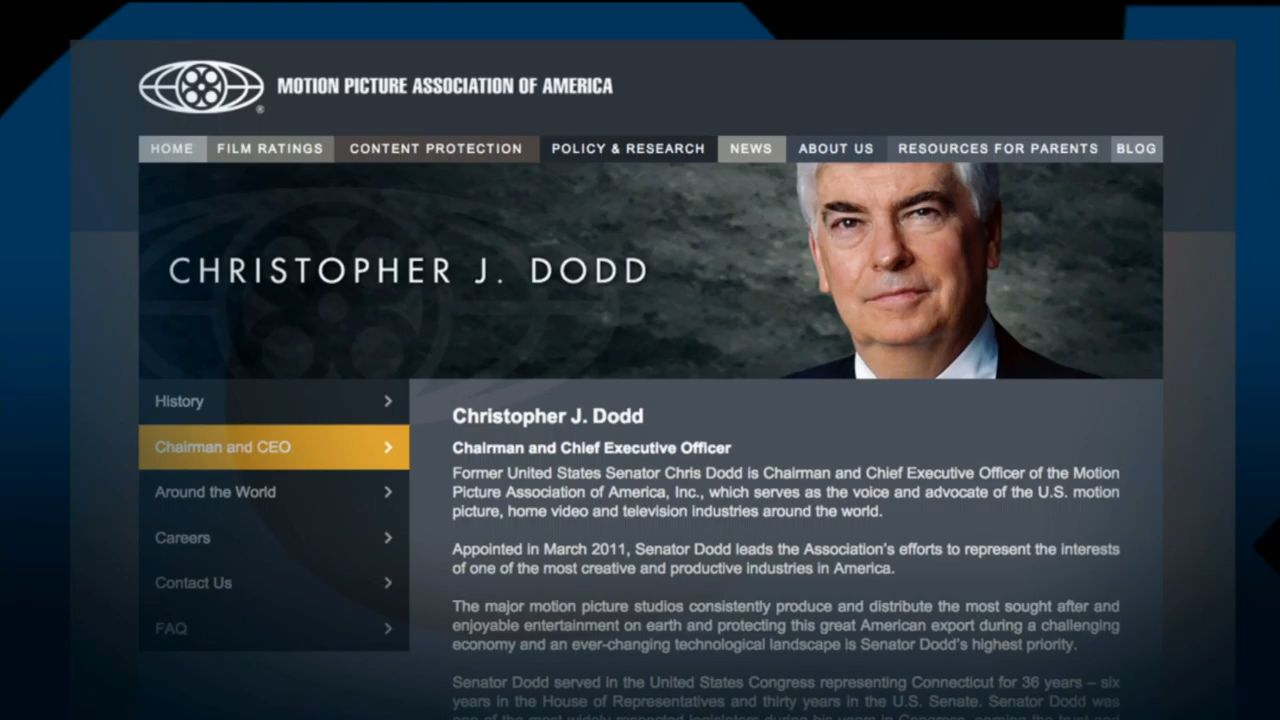 MOTION PICTURE ASSOCIATION OF AMERICA
HOME FILM RATINGS CONTENT PROTECTION POLICY & RESEARCH NEWS ABOUT US RESOURCES FOR PARENTS BLOG
CHRISTOPHER J. DODD
History
Chairman and CEO
Around the World
Careers
Contact Us
FAQ
Christopher J. Dodd
Chairman and Chief Executive Officer
Former United States Senator Chris Dodd is Chairman and Chief Executive Officer of the Motion
Picture Association of America, Inc., which serves as the voice and advocate of the U.S. motion
picture, home video and television industries around the world.
Appointed in March 2011, Senator Dodd leads the Association's efforts to represent the interests
of one of the most creative and productive industries in America.
The major motion picture studios consistently produce and distribute the most sought after and
enjoyable entertainment on earth and protecting this great American export during a challenging
economy and an ever-changing technological landscape is Senator Dodd's highest priority.
Senator Dodd served in the United States Congress representing Connecticut for 36 years – six
years in the House of Representatives and thirty years in the U.S. Senate. Senator Dodd was